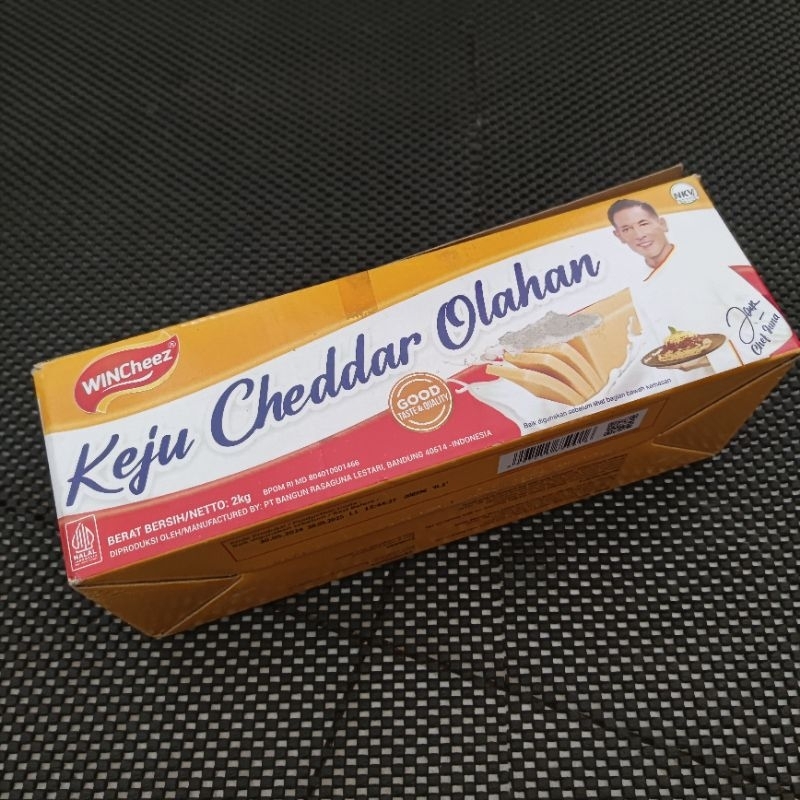 WINCheez®
Keju Cheddar Olahan
NKV
GOOD
TASTE & QUALITY
Chef Juna
Baik digunakan sebelum lihat bagian bawah kemasan
HALAL
BERAT BERSIH/NETTO: 2kg BPOM RI MD 804010001466
DIPRODUKSI OLEH/MANUFACTURED BY: PT BANGUN RASAGUNA LESTARI, BANDUNG 40614 -INDONESIA